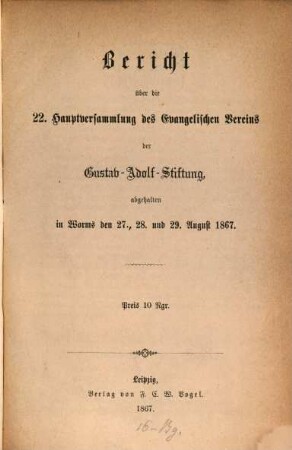 Bericht
über die
22. Hauptversammlung des Evangelischen Vereins
der
Gustav-Adolf-Stiftung,
abgehalten
in Worms den 27., 28. und 29. August 1867.
Preis 10 Ngr.
Leipzig,
Verlag von F. C. W. Vogel.
1867.